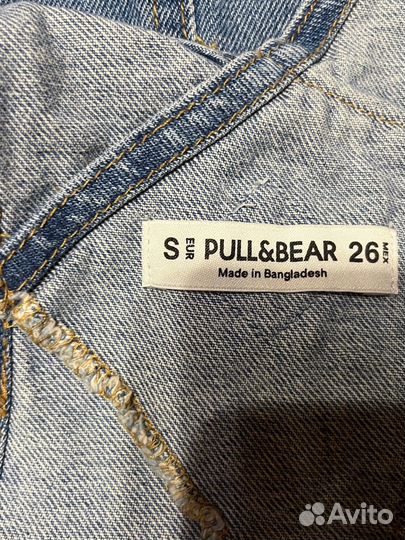 S EUR PULL&BEAR 26 MEX
Made in Bangladesh
Avito